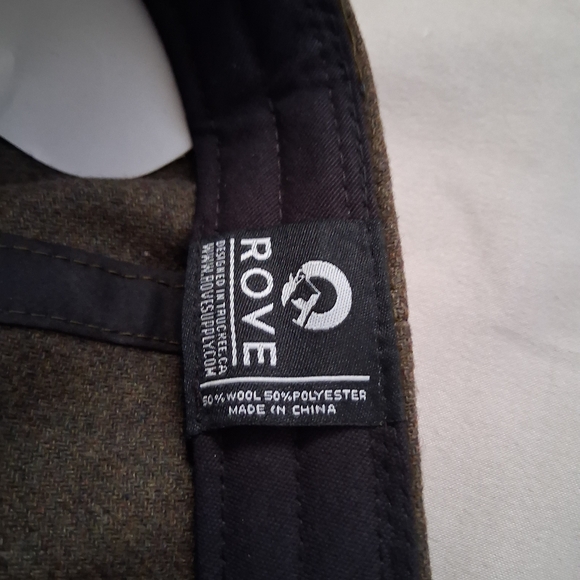 ROVE
DESIGNED IN TRUCKEE,CA
WWW.ROVESUPPLY.COM
50% WOOL 50% POLYESTER
MADE IN CHINA